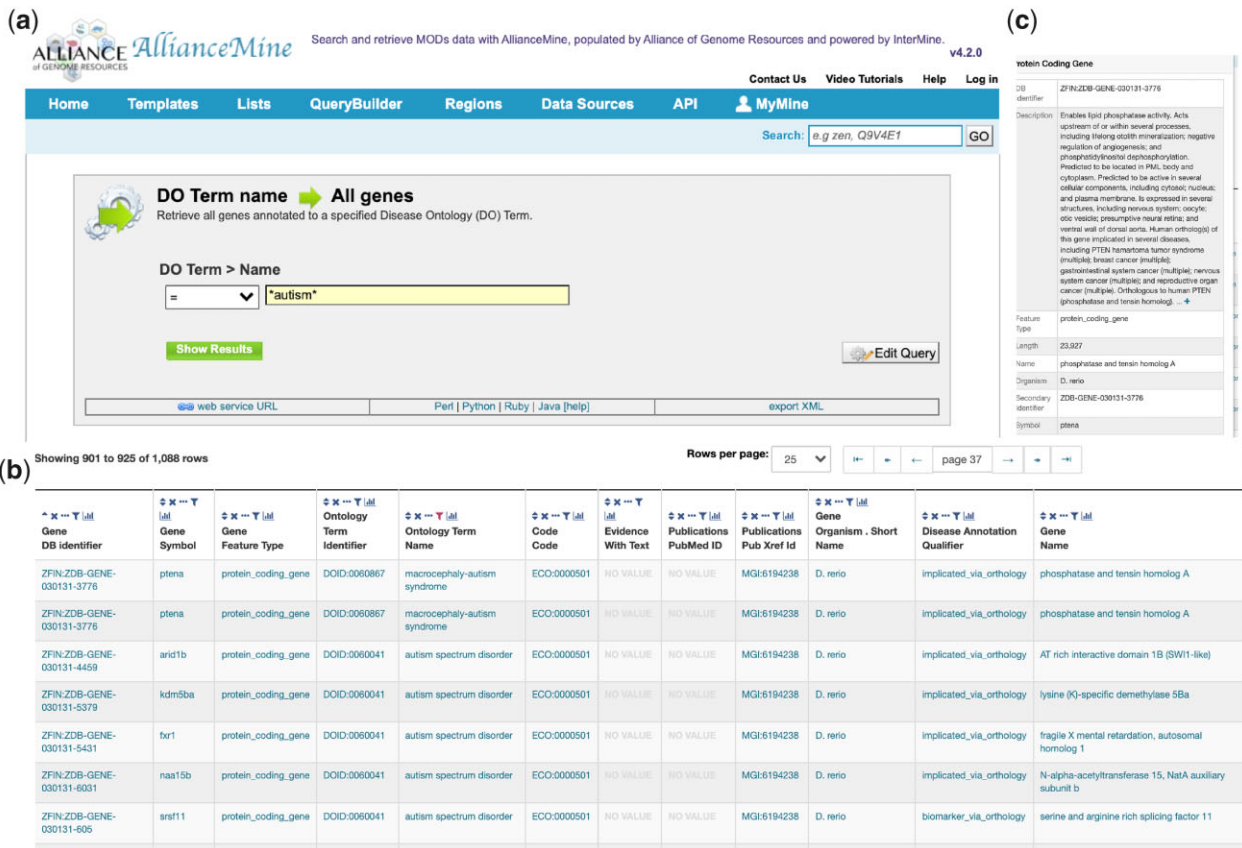 (a)
ALLIANCE
of GENOME RESOURCES
AllianceMine
Search and retrieve MODs data with AllianceMine, populated by Alliance of Genome Resources and powered by InterMine.
v4.2.0
Contact Us Video Tutorials Help Log in
Home Templates Lists QueryBuilder Regions Data Sources API MyMine
Search: e.g zen, Q9V4E1 GO
DO Term name All genes
Retrieve all genes annotated to a specified Disease Ontology (DO) Term.
DO Term > Name
= *autism*
Show Results
Edit Query
web service URL Perl | Python | Ruby | Java [help] export XML
(c)
rotein Coding Gene
DB
identifier
ZFIN:ZDB-GENE-030131-3776
Description
Enables lipid phosphatase activity. Acts
upstream of or within several processes,
including lifelong otolith mineralization; negative
regulation of angiogenesis; and
phosphatidylinositol dephosphorylation.
Predicted to be located in PML body and
cytoplasm. Predicted to be active in several
cellular components, including cytosol; nucleus;
and plasma membrane. Is expressed in several
structures, including nervous system; oocyte;
otic vesicle; presumptive neural retina; and
ventral wall of dorsal aorta. Human ortholog(s) of
this gene implicated in several diseases,
including PTEN hamartoma tumor syndrome
(multiple); breast cancer (multiple);
gastrointestinal system cancer (multiple); nervous
system cancer (multiple); and reproductive organ
cancer (multiple). Orthologous to human PTEN
(phosphatase and tensin homolog). ... +
Feature
Type
protein_coding_gene
Length 23,927
Name phosphatase and tensin homolog A
Organism D. rerio
Secondary
identifier
ZDB-GENE-030131-3776
Symbol ptena
(b)
Showing 901 to 925 of 1,088 rows
Rows per page: 25 page 37
Gene
DB identifier
Gene
Symbol
Gene
Feature Type
Ontology
Term
Identifier
Ontology Term
Name
Code
Code
Evidence
With Text
Publications
PubMed ID
Publications
Pub Xref Id
Gene
Organism . Short
Name
Disease Annotation
Qualifier
Gene
Name
ZFIN:ZDB-GENE-
030131-3776
ptena protein_coding_gene DOID:0060867
macrocephaly-autism
syndrome
ECO:0000501 NO VALUE NO VALUE MGI:6194238 D. rerio implicated_via_orthology phosphatase and tensin homolog A
ZFIN:ZDB-GENE-
030131-3776
ptena protein_coding_gene DOID:0060867
macrocephaly-autism
syndrome
ECO:0000501 NO VALUE NO VALUE MGI:6194238 D. rerio implicated_via_orthology phosphatase and tensin homolog A
ZFIN:ZDB-GENE-
030131-4459
arid1b protein_coding_gene DOID:0060041 autism spectrum disorder ECO:0000501 NO VALUE NO VALUE MGI:6194238 D. rerio implicated_via_orthology AT rich interactive domain 1B (SWI1-like)
ZFIN:ZDB-GENE-
030131-5379
kdm5ba protein_coding_gene DOID:0060041 autism spectrum disorder ECO:0000501 NO VALUE NO VALUE MGI:6194238 D. rerio implicated_via_orthology lysine (K)-specific demethylase 5Ba
ZFIN:ZDB-GENE-
030131-5431
fxr1 protein_coding_gene DOID:0060041 autism spectrum disorder ECO:0000501 NO VALUE NO VALUE MGI:6194238 D. rerio implicated_via_orthology
fragile X mental retardation, autosomal
homolog 1
ZFIN:ZDB-GENE-
030131-6031
naa15b protein_coding_gene DOID:0060041 autism spectrum disorder ECO:0000501 NO VALUE NO VALUE MGI:6194238 D. rerio implicated_via_orthology
N-alpha-acetyltransferase 15, NatA auxiliary
subunit b
ZFIN:ZDB-GENE-
030131-605
srsf11 protein_coding_gene DOID:0060041 autism spectrum disorder ECO:0000501 NO VALUE NO VALUE MGI:6194238 D. rerio biomarker_via_orthology serine and arginine rich splicing factor 11